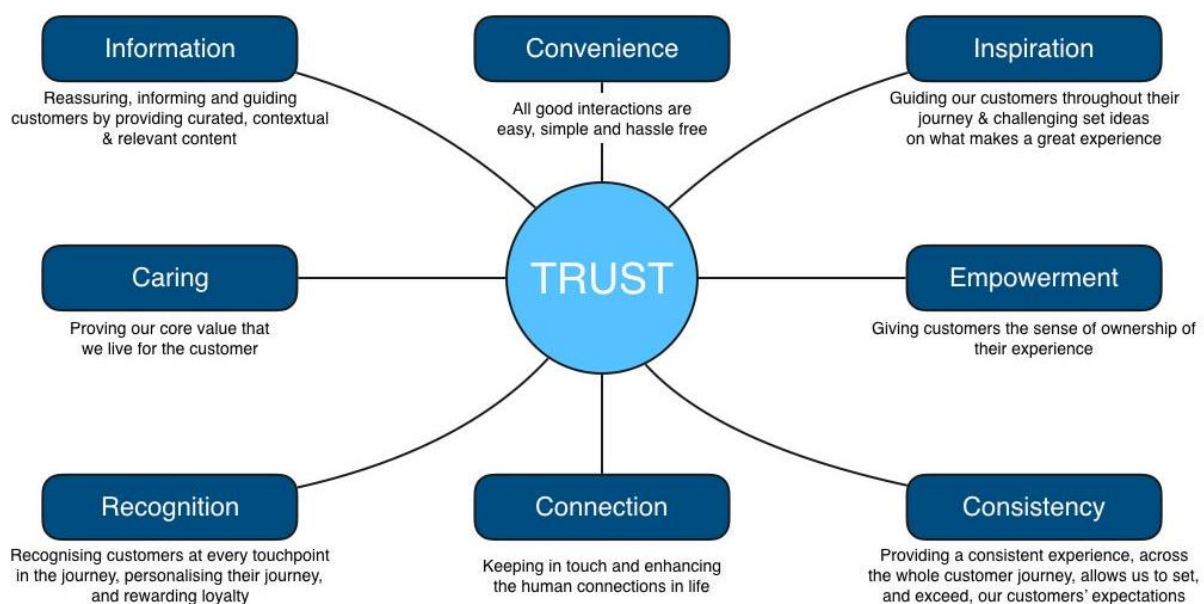 Information
Reassuring, informing and guiding
customers by providing curated, contextual
& relevant content
Convenience
All good interactions are
easy, simple and hassle free
Inspiration
Guiding our customers throughout their
journey & challenging set ideas
on what makes a great experience
Caring
Proving our core value that
we live for the customer
TRUST
Empowerment
Giving customers the sense of ownership of
their experience
Recognition
Recognising customers at every touchpoint
in the journey, personalising their journey,
and rewarding loyalty
Connection
Keeping in touch and enhancing
the human connections in life
Consistency
Providing a consistent experience, across
the whole customer journey, allows us to set,
and exceed, our customers’ expectations